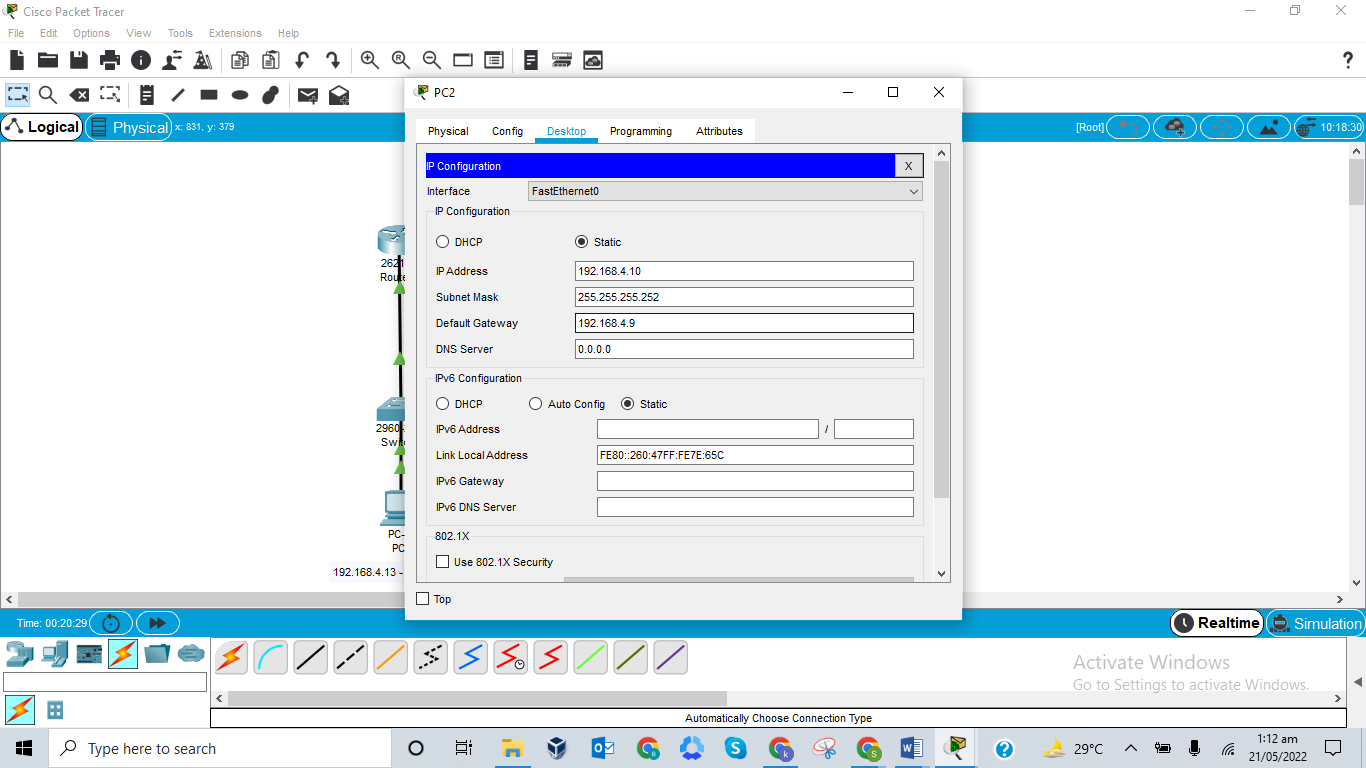 Cisco Packet Tracer
File Edit Options View Tools Extensions Help
?
PC2
Logical Physical x: 831, y: 379
[Root] 10:18:30
Physical Config Desktop Programming Attributes
IP Configuration X
Interface FastEthernet0
IP Configuration
DHCP Static
IP Address 192.168.4.10
Subnet Mask 255.255.255.252
Default Gateway 192.168.4.9
DNS Server 0.0.0.0
IPv6 Configuration
DHCP Auto Config Static
IPv6 Address /
Link Local Address FE80::260:47FF:FE7E:65C
IPv6 Gateway
IPv6 DNS Server
802.1X
Use 802.1X Security
Top
2621
Route
2960-
Swit
PC-
PC
192.168.4.13 -
Time: 00:20:29 Realtime Simulation
Activate Windows
Go to Settings to activate Windows.
Automatically Choose Connection Type
Type here to search
29°C
1:12 am
21/05/2022